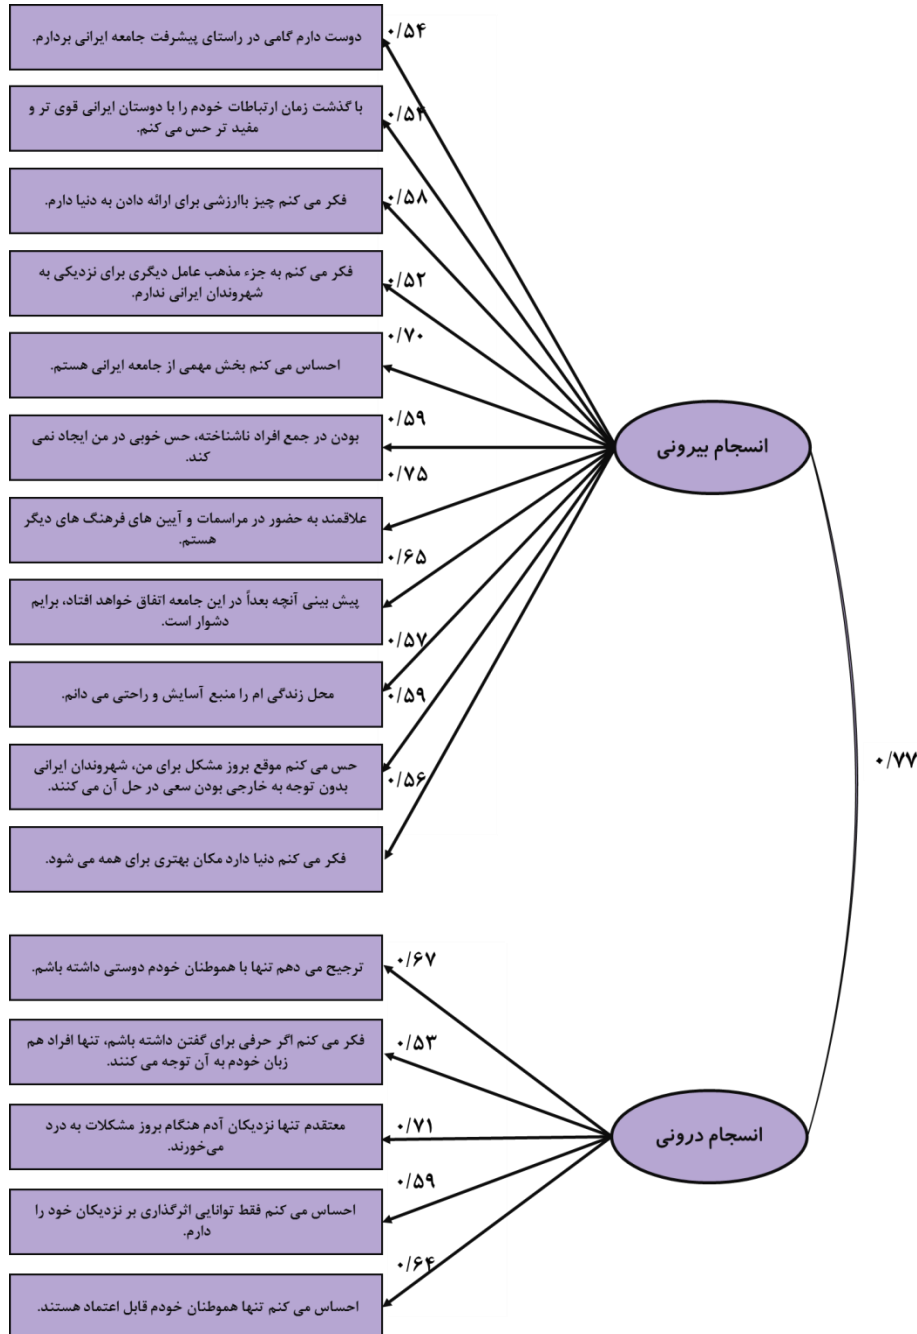 دوست دارم گامی در راستای پیشرفت جامعه ایرانی بردارم.
۰/۵۴
با گذشت زمان ارتباطات خودم را با دوستان ایرانی قوی تر و
مفید تر حس می کنم.
۰/۵۴
فکر می کنم چیز باارزشی برای ارائه دادن به دنیا دارم.
۰/۵۸
فکر می کنم به جزء مذهب عامل دیگری برای نزدیکی به
شهروندان ایرانی ندارم.
۰/۵۲
احساس می کنم بخش مهمی از جامعه ایرانی هستم.
۰/۷۰
بودن در جمع افراد ناشناخته، حس خوبی در من ایجاد نمی
کند.
۰/۵۹
علاقمند به حضور در مراسمات و آیین های فرهنگ های دیگر
هستم.
۰/۷۵
پیش بینی آنچه بعداً در این جامعه اتفاق خواهد افتاد، برایم
دشوار است.
۰/۶۵
محل زندگی ام را منبع آسایش و راحتی می دانم.
۰/۵۷
حس می کنم موقع بروز مشکل برای من، شهروندان ایرانی
بدون توجه به خارجی بودن سعی در حل آن می کنند.
۰/۵۹
فکر می کنم دنیا دارد مکان بهتری برای همه می شود.
۰/۵۶
انسجام بیرونی
۰/۷۷
ترجیح می دهم تنها با هموطنان خودم دوستی داشته باشم.
۰/۶۷
فکر می کنم اگر حرفی برای گفتن داشته باشم، تنها افراد هم
زبان خودم به آن توجه می کنند.
۰/۵۳
معتقدم تنها نزدیکان آدم هنگام بروز مشکلات به درد
می‌خورند.
۰/۷۱
احساس می کنم فقط توانایی اثرگذاری بر نزدیکان خود را
دارم.
۰/۵۹
احساس می کنم تنها هموطنان خودم قابل اعتماد هستند.
۰/۶۴
انسجام درونی